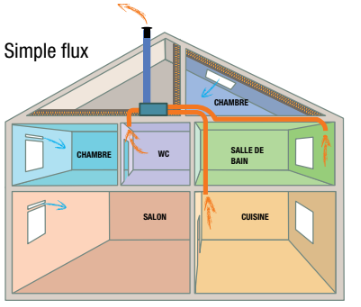 Simple flux
CHAMBRE
CHAMBRE
WC
SALLE DE
BAIN
SALON
CUISINE